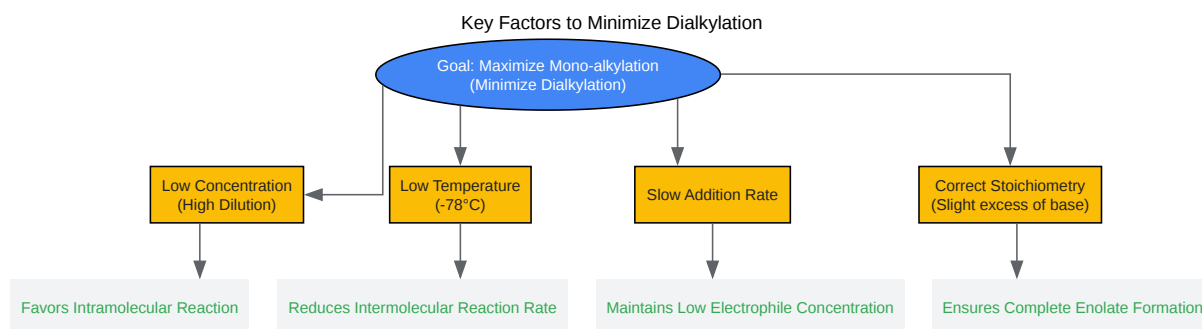 Key Factors to Minimize Dialkylation
Goal: Maximize Mono-alkylation
(Minimize Dialkylation)
Low Concentration
(High Dilution)
Low Temperature
(-78°C)
Slow Addition Rate
Correct Stoichiometry
(Slight excess of base)
Favors Intramolecular Reaction
Reduces Intermolecular Reaction Rate
Maintains Low Electrophile Concentration
Ensures Complete Enolate Formation